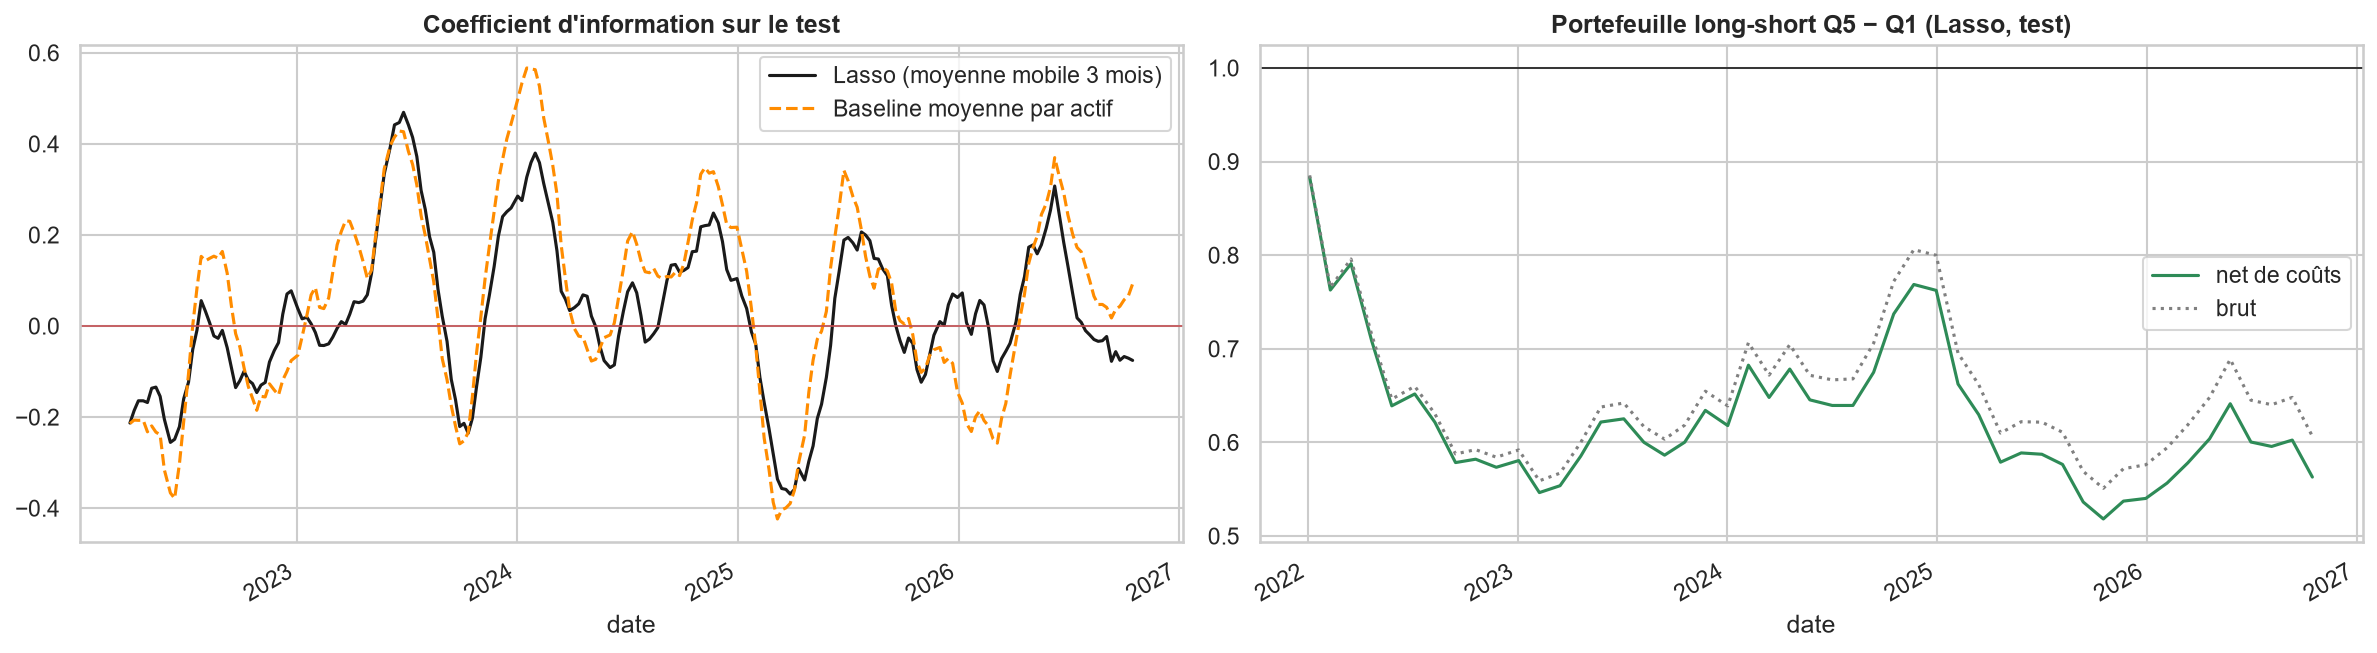 Coefficient d'information sur le test
0.6
0.4
0.2
0.0
−0.2
−0.4
Lasso (moyenne mobile 3 mois)
Baseline moyenne par actif
2023
2024
2025
2026
2027
date
Portefeuille long-short Q5 − Q1 (Lasso, test)
1.0
0.9
0.8
0.7
0.6
0.5
net de coûts
brut
2022
2023
2024
2025
2026
2027
date